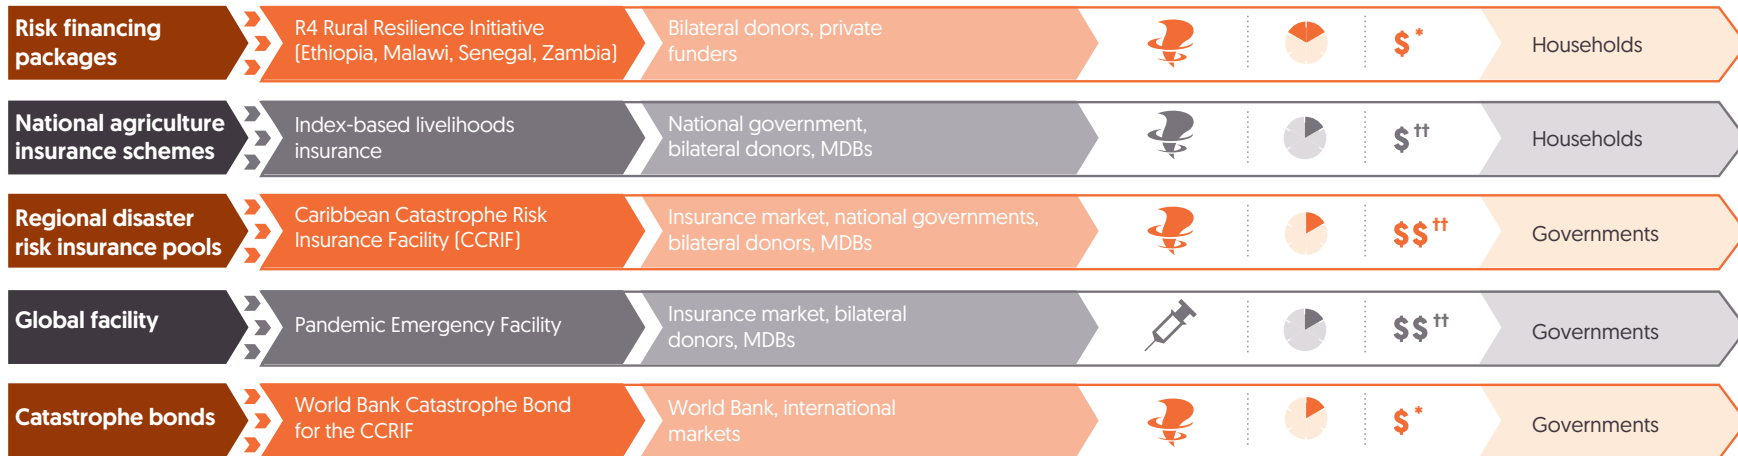 Risk financing
packages
R4 Rural Resilience Initiative
(Ethiopia, Malawi, Senegal, Zambia)
Bilateral donors, private
funders
$*
Households
National agriculture
insurance schemes
Index-based livelihoods
insurance
National government,
bilateral donors, MDBs
$††
Households
Regional disaster
risk insurance pools
Caribbean Catastrophe Risk
Insurance Facility (CCRIF)
Insurance market, national governments,
bilateral donors, MDBs
$$††
Governments
Global facility
Pandemic Emergency Facility
Insurance market, bilateral
donors, MDBs
$$††
Governments
Catastrophe bonds
World Bank Catastrophe Bond
for the CCRIF
World Bank, international
markets
$*
Governments